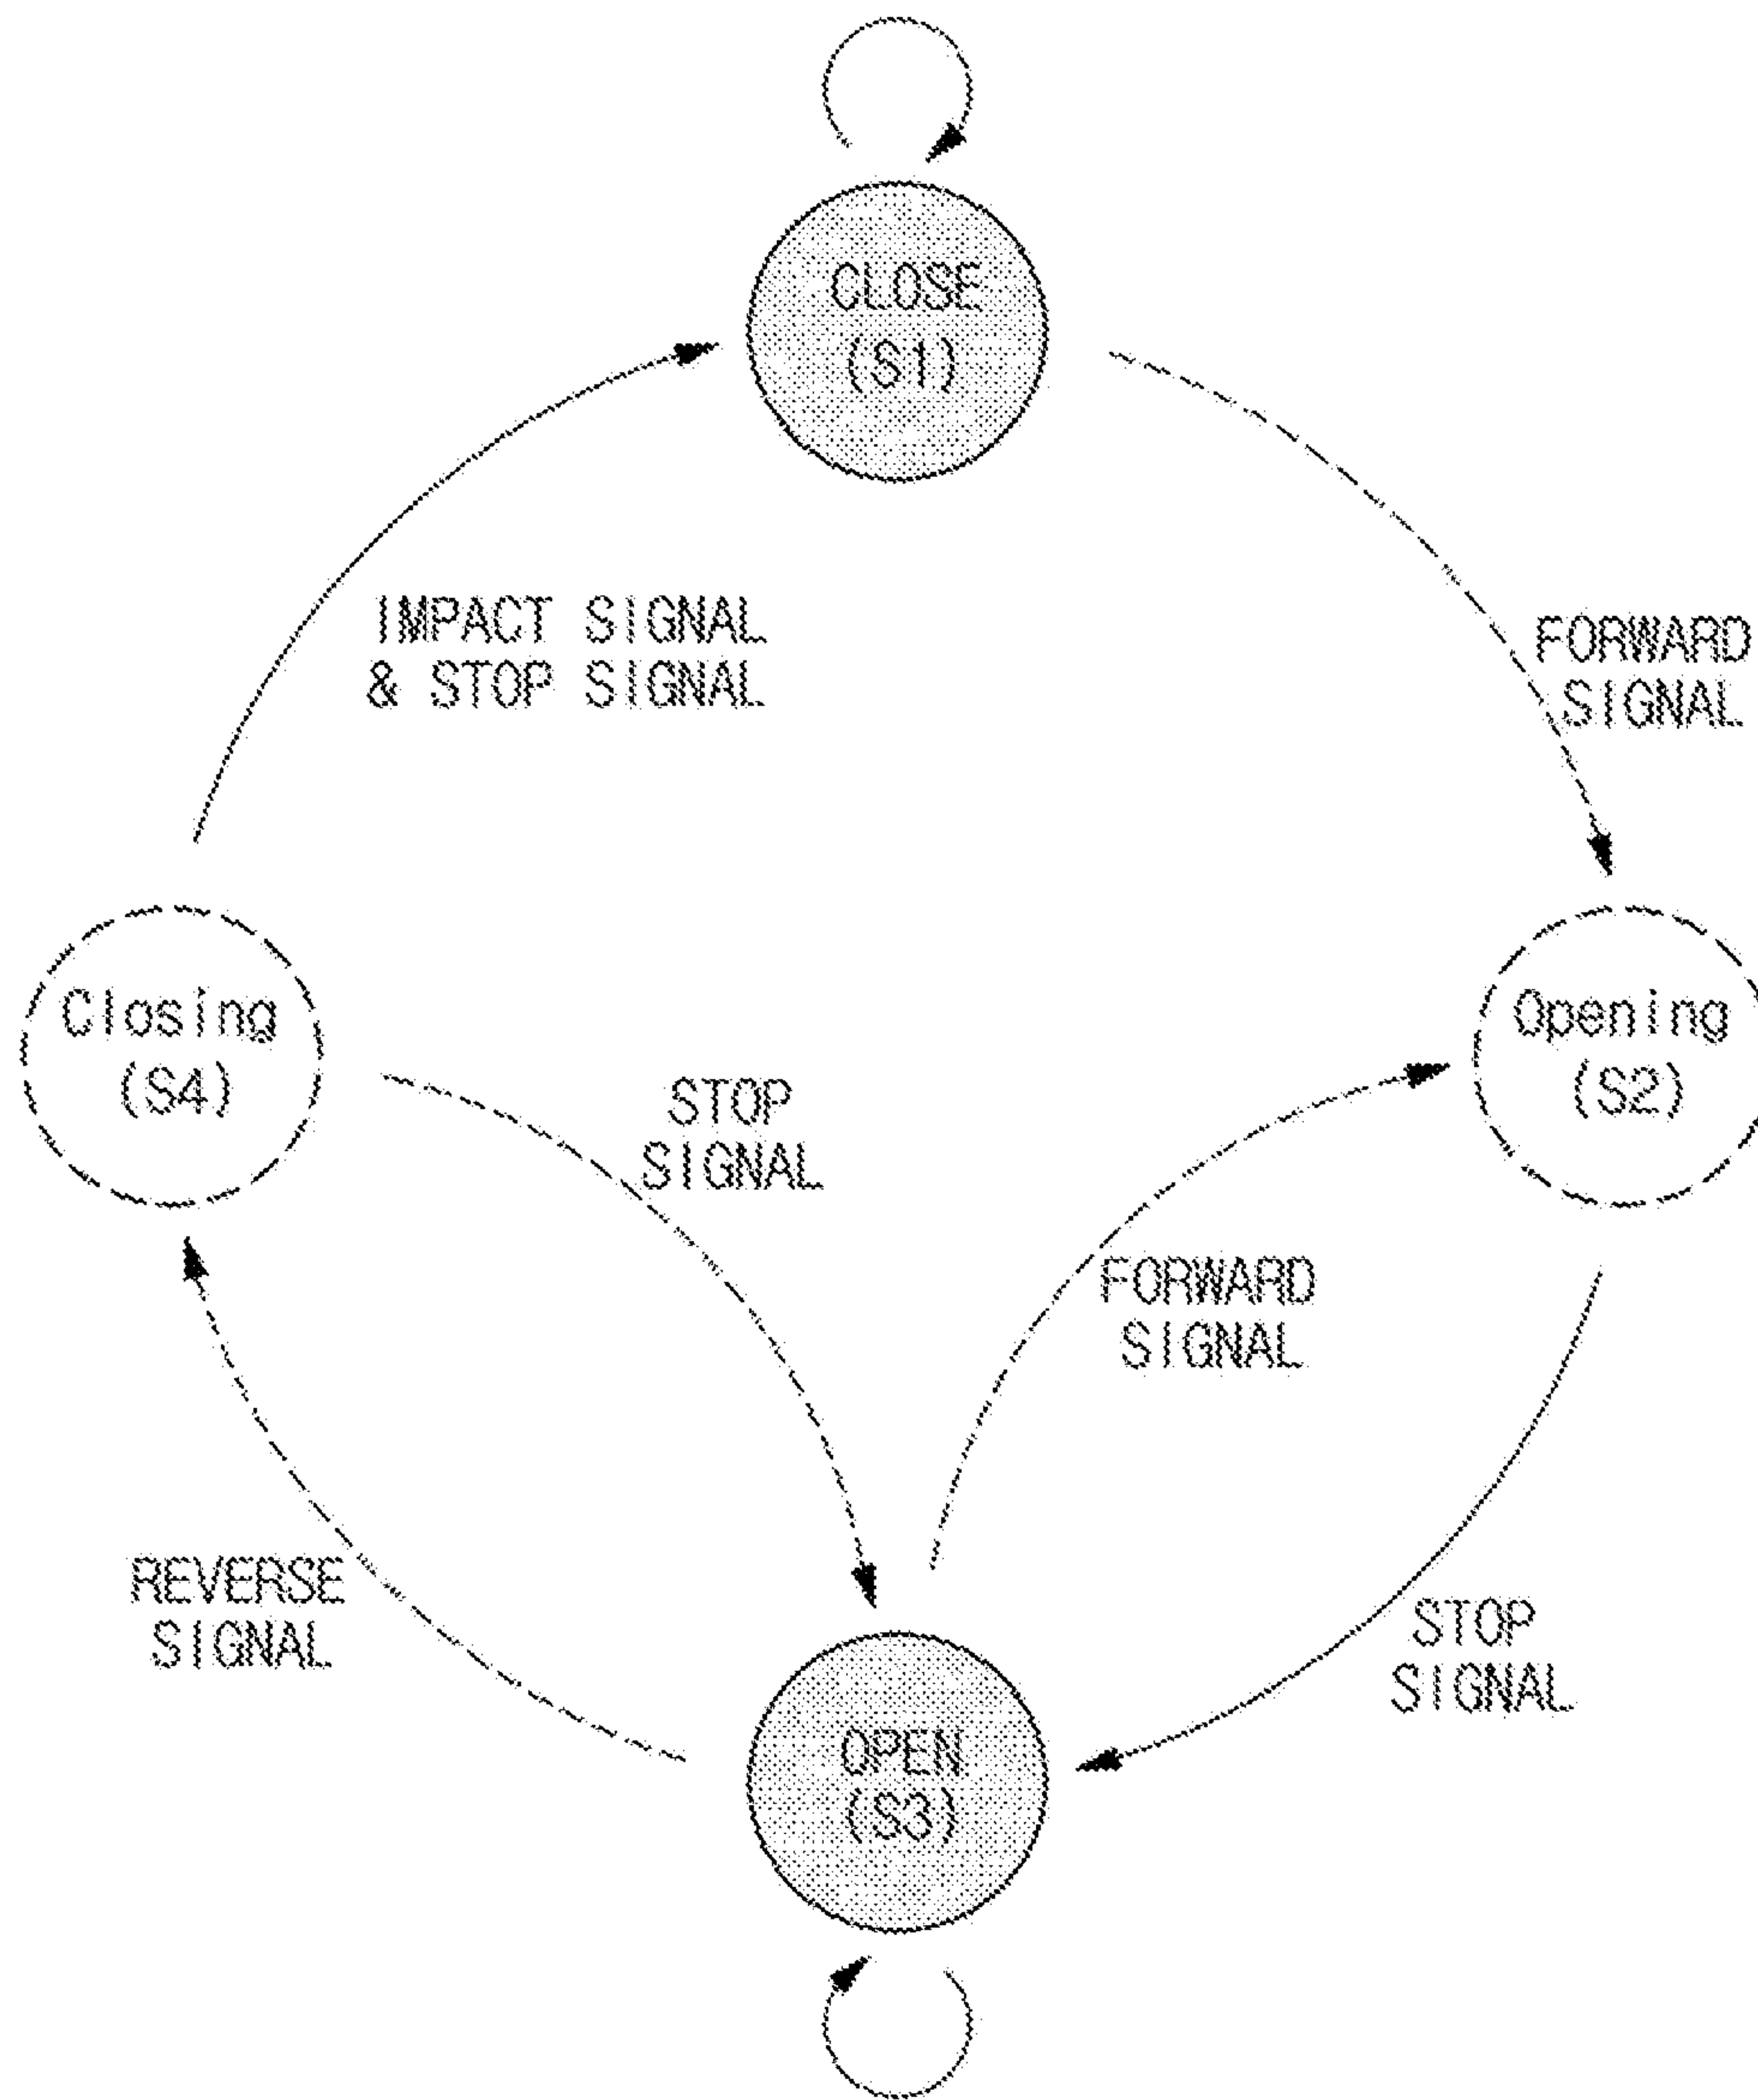 CLOSE
(S1)
IMPACT SIGNAL
& STOP SIGNAL
FORWARD
SIGNAL
Closing
(S4)
Opening
(S2)
STOP
SIGNAL
FORWARD
SIGNAL
REVERSE
SIGNAL
STOP
SIGNAL
OPEN
(S3)